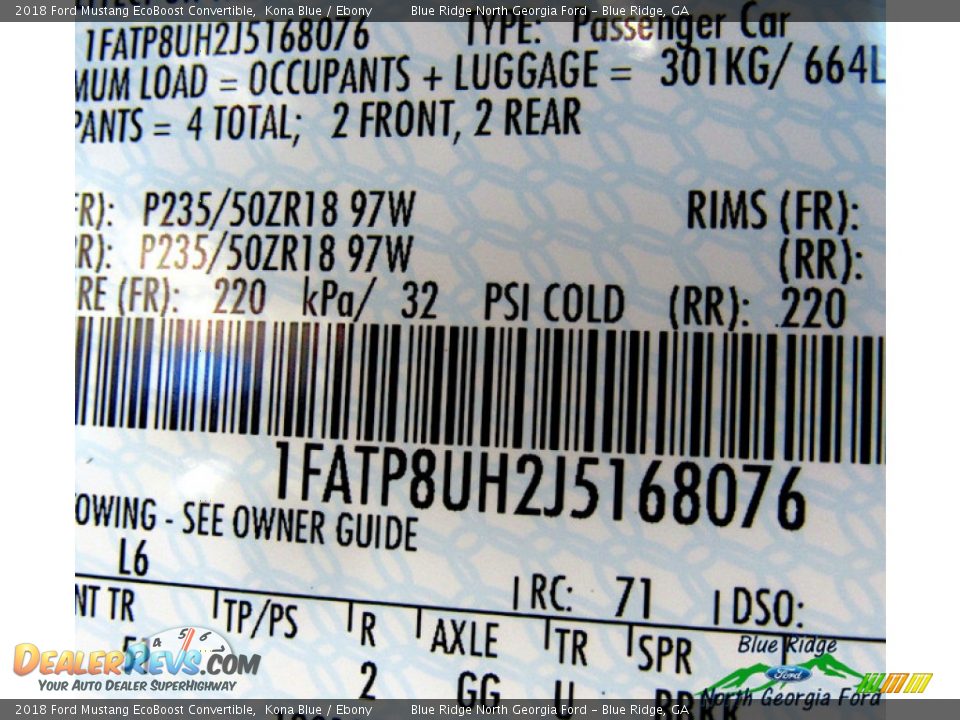 2018 Ford Mustang EcoBoost Convertible, Kona Blue / Ebony Blue Ridge North Georgia Ford - Blue Ridge, GA
1FATP8UH2J5168076 TYPE: Passenger Car
MUM LOAD = OCCUPANTS + LUGGAGE = 301KG/ 664L
PANTS = 4 TOTAL; 2 FRONT, 2 REAR
FR): P235/50ZR18 97W RIMS (FR):
RR): P235/50ZR18 97W (RR):
RE (FR): 220 kPa/ 32 PSI COLD (RR): 220
1FATP8UH2J5168076
OWING - SEE OWNER GUIDE
L6
RC: 71 DSO:
NT TR TP/PS R AXLE TR SPR
51 2 GG U
DEALERREVS.COM
YOUR AUTO DEALER SUPERHIGHWAY
Blue Ridge
Ford
North Georgia Ford
2018 Ford Mustang EcoBoost Convertible, Kona Blue / Ebony Blue Ridge North Georgia Ford - Blue Ridge, GA